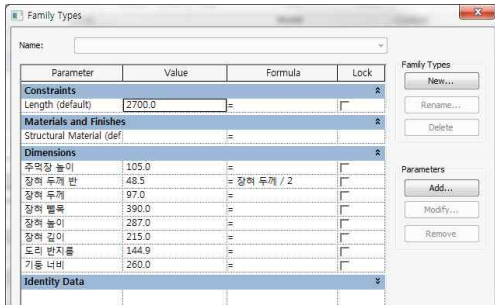 Family Types
Name:
Parameter Value Formula Lock
Constraints
Length (default) 2700.0 =
Materials and Finishes
Structural Material (def =
Dimensions
주먹장 높이 105.0 =
장혀 두께 반 48.5 = 장혀 두께 / 2
장혀 두께 97.0 =
장혀 뺄목 390.0 =
장혀 높이 287.0 =
장혀 깊이 215.0 =
도리 반지름 144.9 =
기둥 너비 260.0 =
Identity Data
Family Types
New...
Rename...
Delete
Parameters
Add...
Modify...
Remove